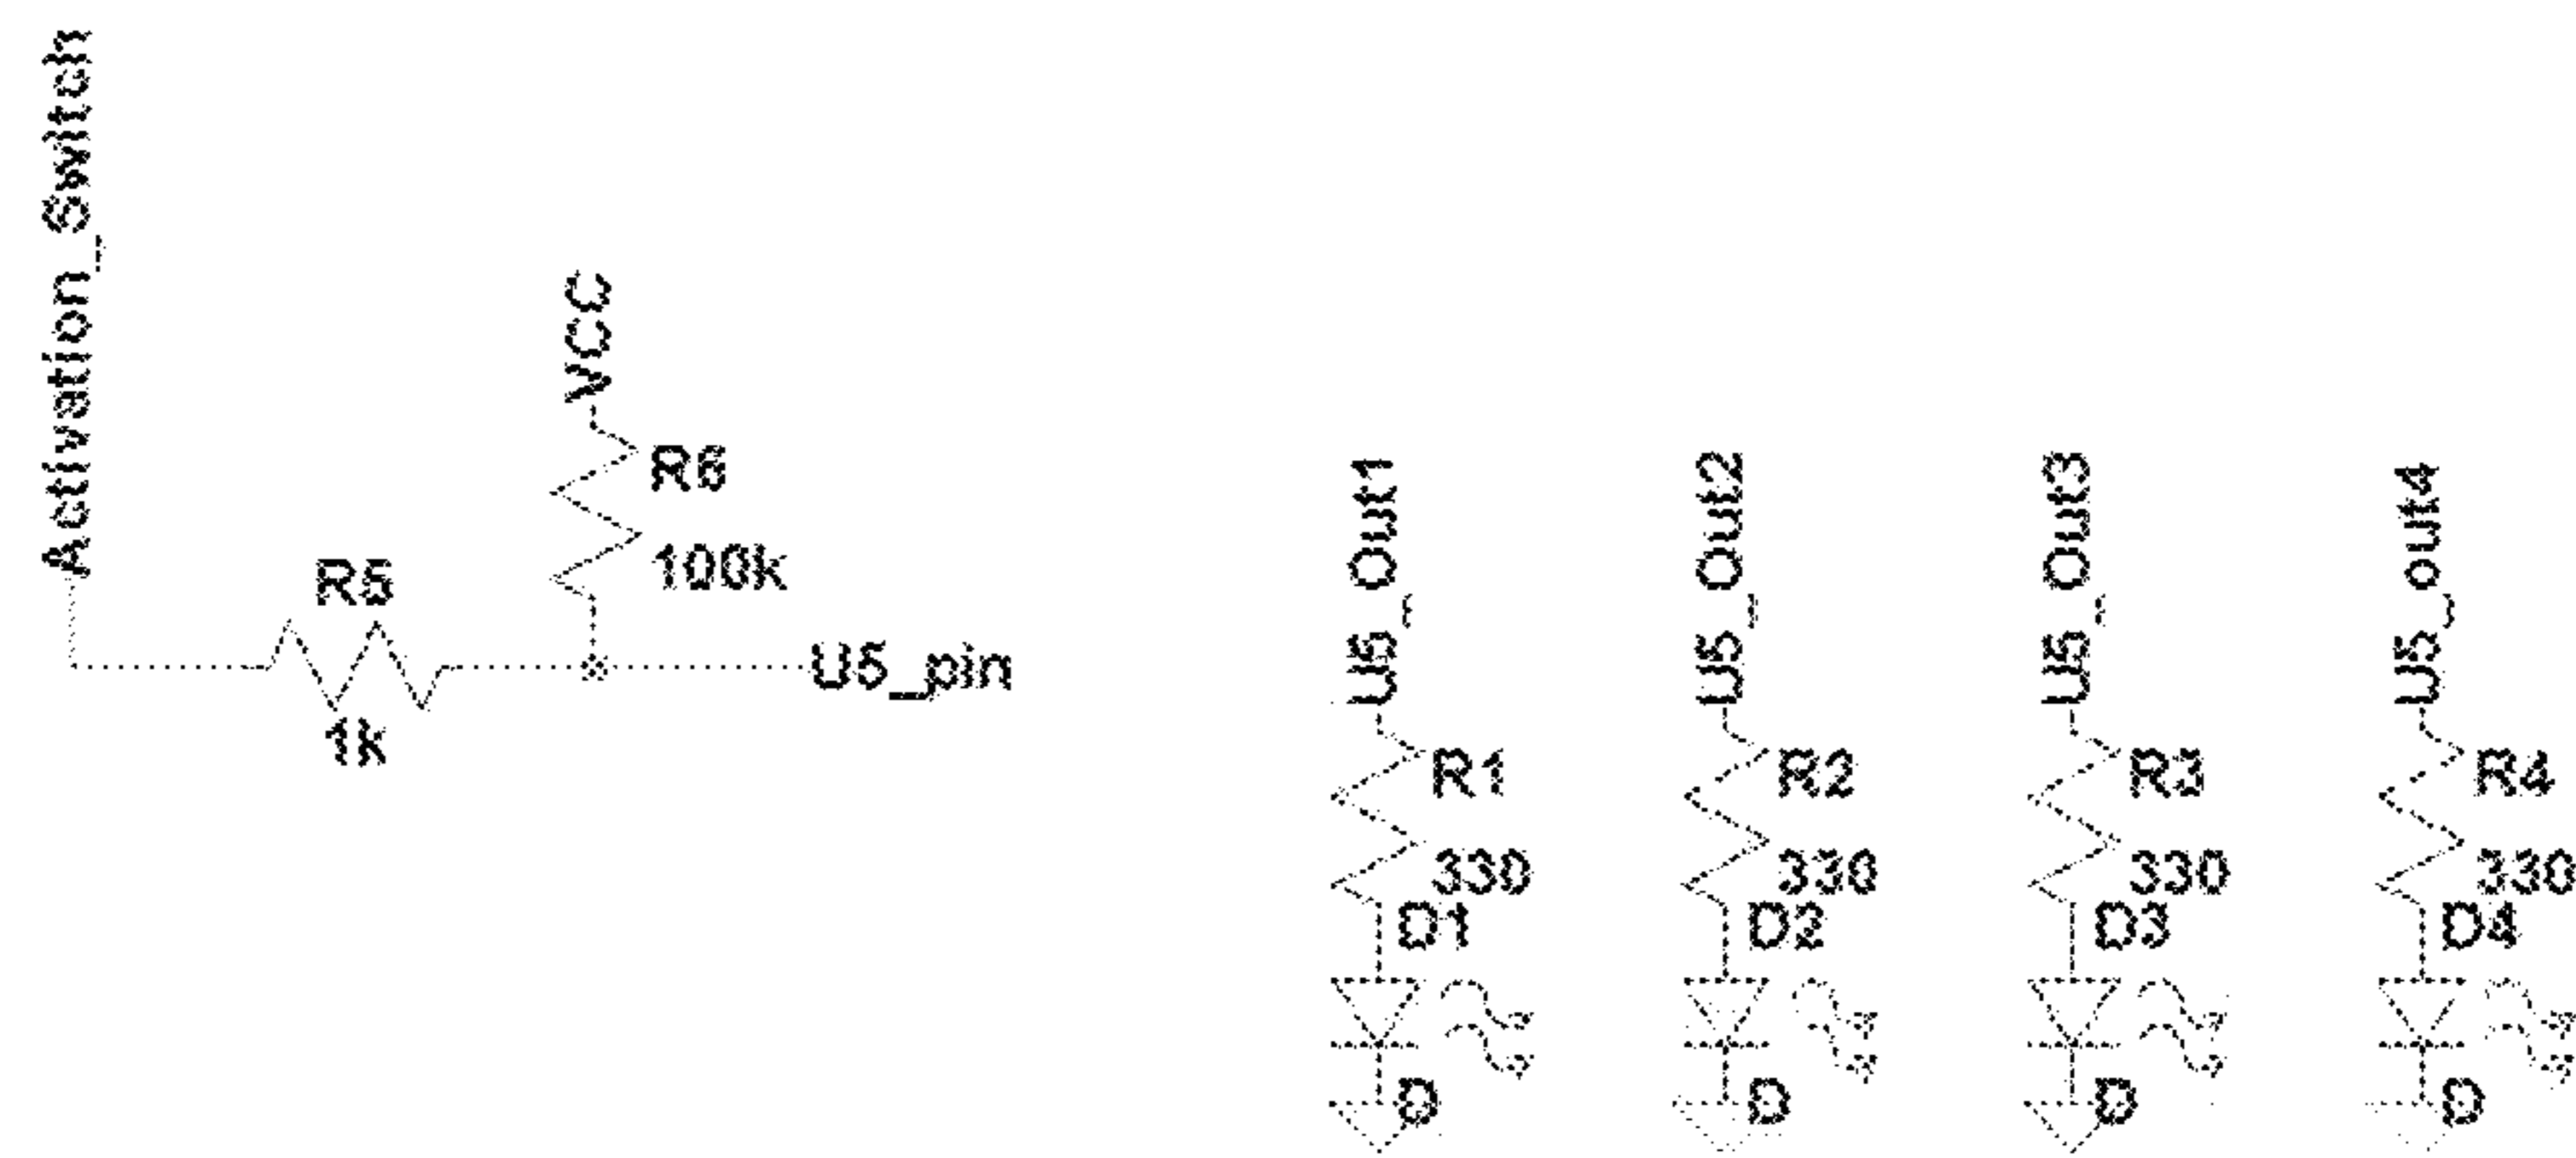 Activation_Switch
VCC
R6
100k
R5
1k
U5_pin
U5_Out1
R1
330
D1
D
U5_Out2
R2
330
D2
D
U5_Out3
R3
330
D3
D
U5_out4
R4
330
D4
D